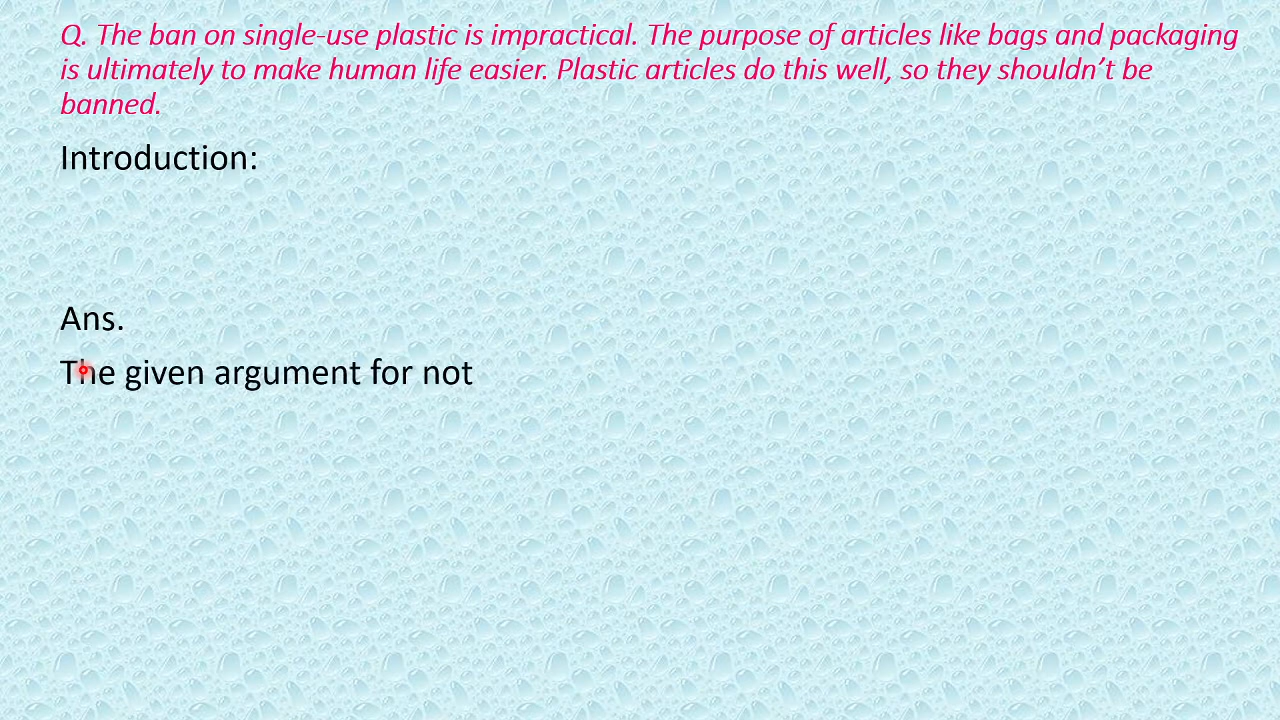 Q. The ban on single-use plastic is impractical. The purpose of articles like bags and packaging
is ultimately to make human life easier. Plastic articles do this well, so they shouldn’t be
banned.
Introduction:
Ans.
The given argument for not